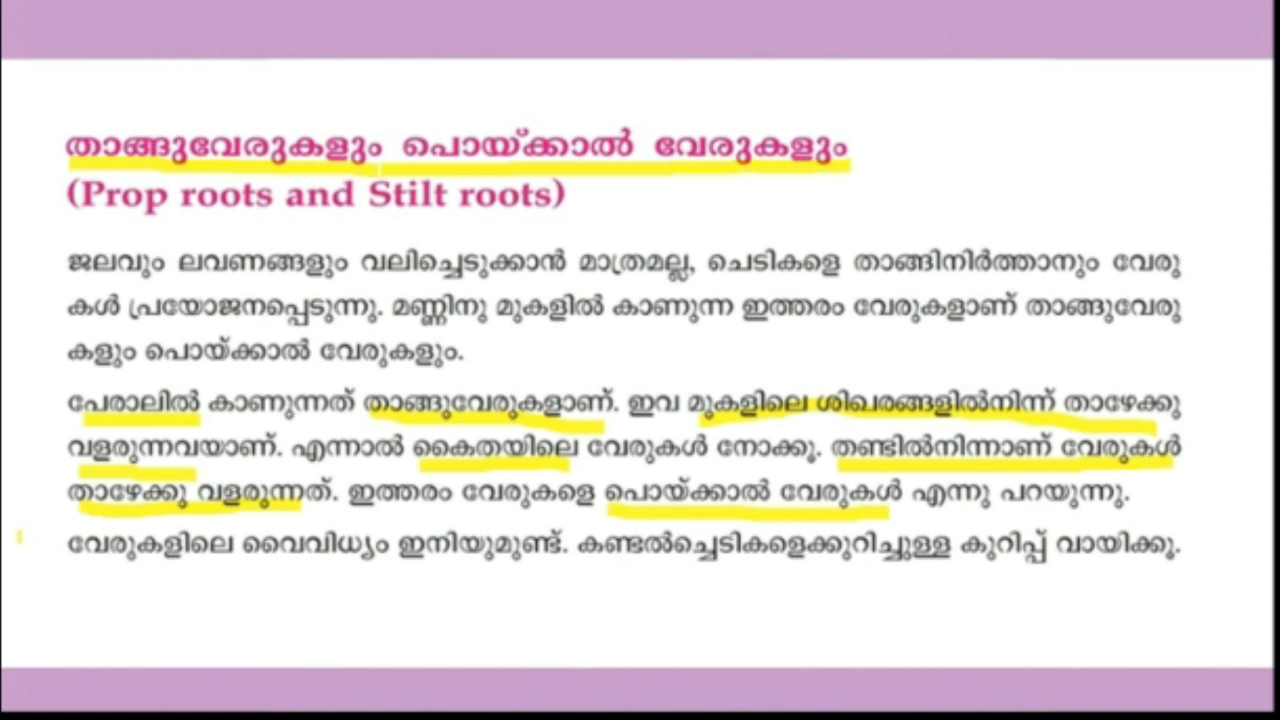 താങ്ങുവേരുകളും പൊയ്ക്കാൽ വേരുകളും
(Prop roots and Stilt roots)
ജലവും ലവണങ്ങളും വലിച്ചെടുക്കാൻ മാത്രമല്ല, ചെടികളെ താങ്ങിനിർത്താനും വേരു
കൾ പ്രയോജനപ്പെടുന്നു. മണ്ണിനു മുകളിൽ കാണുന്ന ഇത്തരം വേരുകളാണ് താങ്ങുവേരു
കളും പൊയ്ക്കാൽ വേരുകളും.
പേരാലിൽ കാണുന്നത് താങ്ങുവേരുകളാണ്. ഇവ മുകളിലെ ശിഖരങ്ങളിൽനിന്ന് താഴേക്കു
വളരുന്നവയാണ്. എന്നാൽ കൈതയിലെ വേരുകൾ നോക്കൂ. തണ്ടിൽനിന്നാണ് വേരുകൾ
താഴേക്കു വളരുന്നത്. ഇത്തരം വേരുകളെ പൊയ്ക്കാൽ വേരുകൾ എന്നു പറയുന്നു.
വേരുകളിലെ വൈവിധ്യം ഇനിയുമുണ്ട്. കണ്ടൽച്ചെടികളെക്കുറിച്ചുള്ള കുറിപ്പ് വായിക്കൂ.